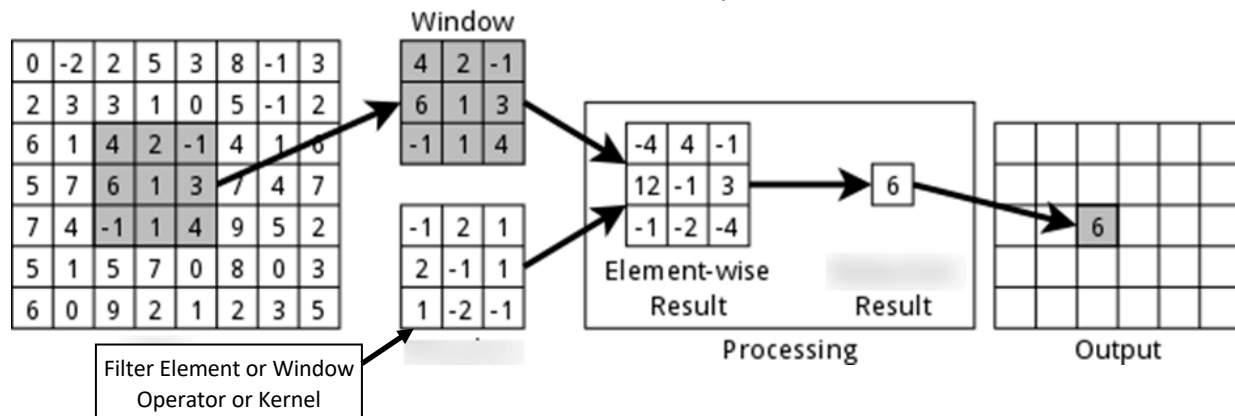 Window
0 -2 2 5 3 8 -1 3
2 3 3 1 0 5 -1 2
6 1 4 2 -1 4 1 6
5 7 6 1 3 7 4 7
7 4 -1 1 4 9 5 2
5 1 5 7 0 8 0 3
6 0 9 2 1 2 3 5
4 2 -1
6 1 3
-1 1 4
-1 2 1
2 -1 1
1 -2 -1
Filter Element or Window
Operator or Kernel
-4 4 -1
12 -1 3
-1 -2 -4
Element-wise
Result
6
Result
Processing
6
Output